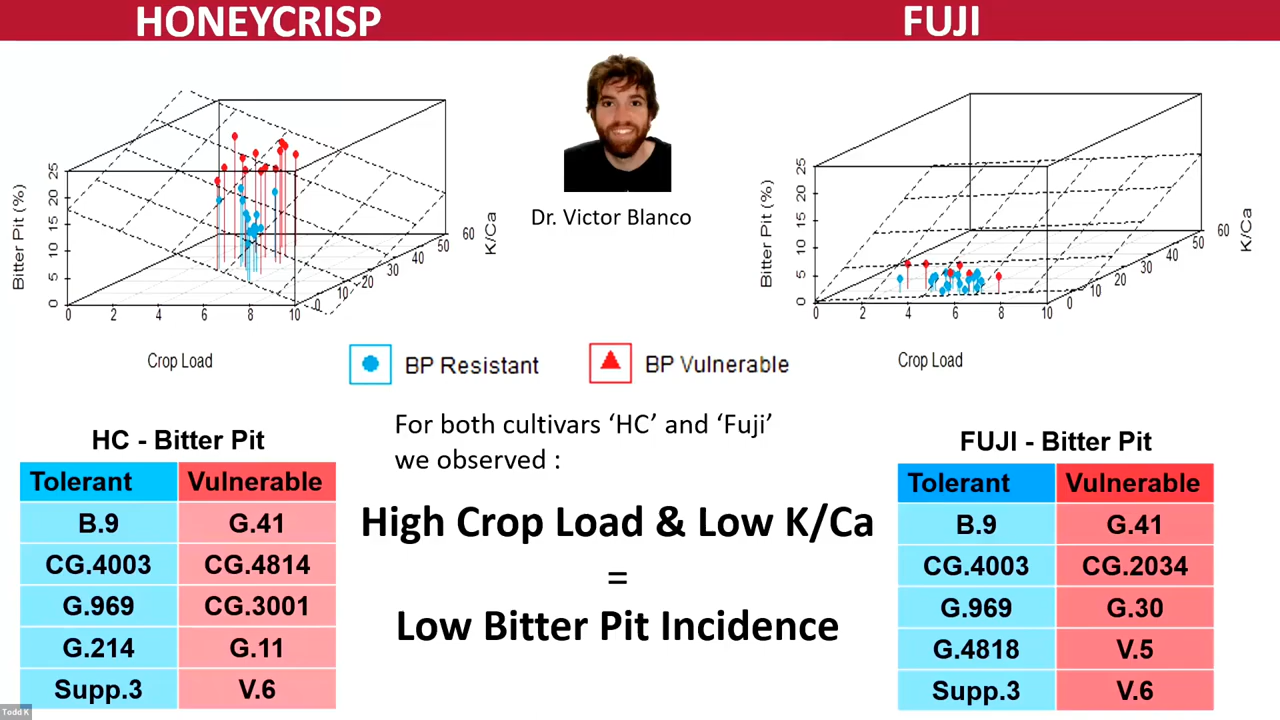 HONEYCRISP
FUJI
Bitter Pit (%)
0
5
10
15
20
25
0
2
4
6
8
10
Crop Load
0
10
20
30
40
50
60
K/Ca
Dr. Victor Blanco
Bitter Pit (%)
0
5
10
15
20
25
0
2
4
6
8
10
Crop Load
0
10
20
30
40
50
60
K/Ca
BP Resistant
BP Vulnerable
For both cultivars ‘HC’ and ‘Fuji’
we observed :
High Crop Load & Low K/Ca
=
Low Bitter Pit Incidence
HC - Bitter Pit
Tolerant Vulnerable
B.9 G.41
CG.4003 CG.4814
G.969 CG.3001
G.214 G.11
Supp.3 V.6
FUJI - Bitter Pit
Tolerant Vulnerable
B.9 G.41
CG.4003 CG.2034
G.969 G.30
G.4818 V.5
Supp.3 V.6
Todd K